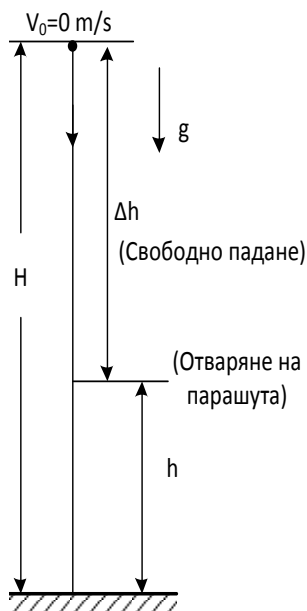 V₀=0 m/s
g
Δh
(Свободно падане)
H
(Отваряне на
парашута)
h